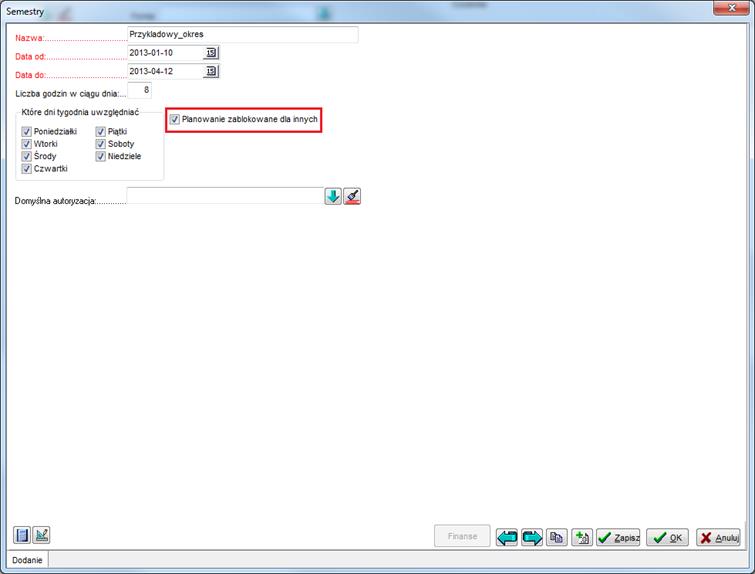 Semestry
Nazwa:
Przykladowy_okres
Data od:
2013-01-10
15
Data do:
2013-04-12
15
Liczba godzin w ciągu dnia:...
8
Które dni tygodnia uwzględniać
Planowanie zablokowane dla innych
Poniedziałki
Piątki
Wtorki
Soboty
Środy
Niedziele
Czwartki
Domyślna autoryzacja:
Finanse
Zapisz
OK
Anuluj
Dodanie